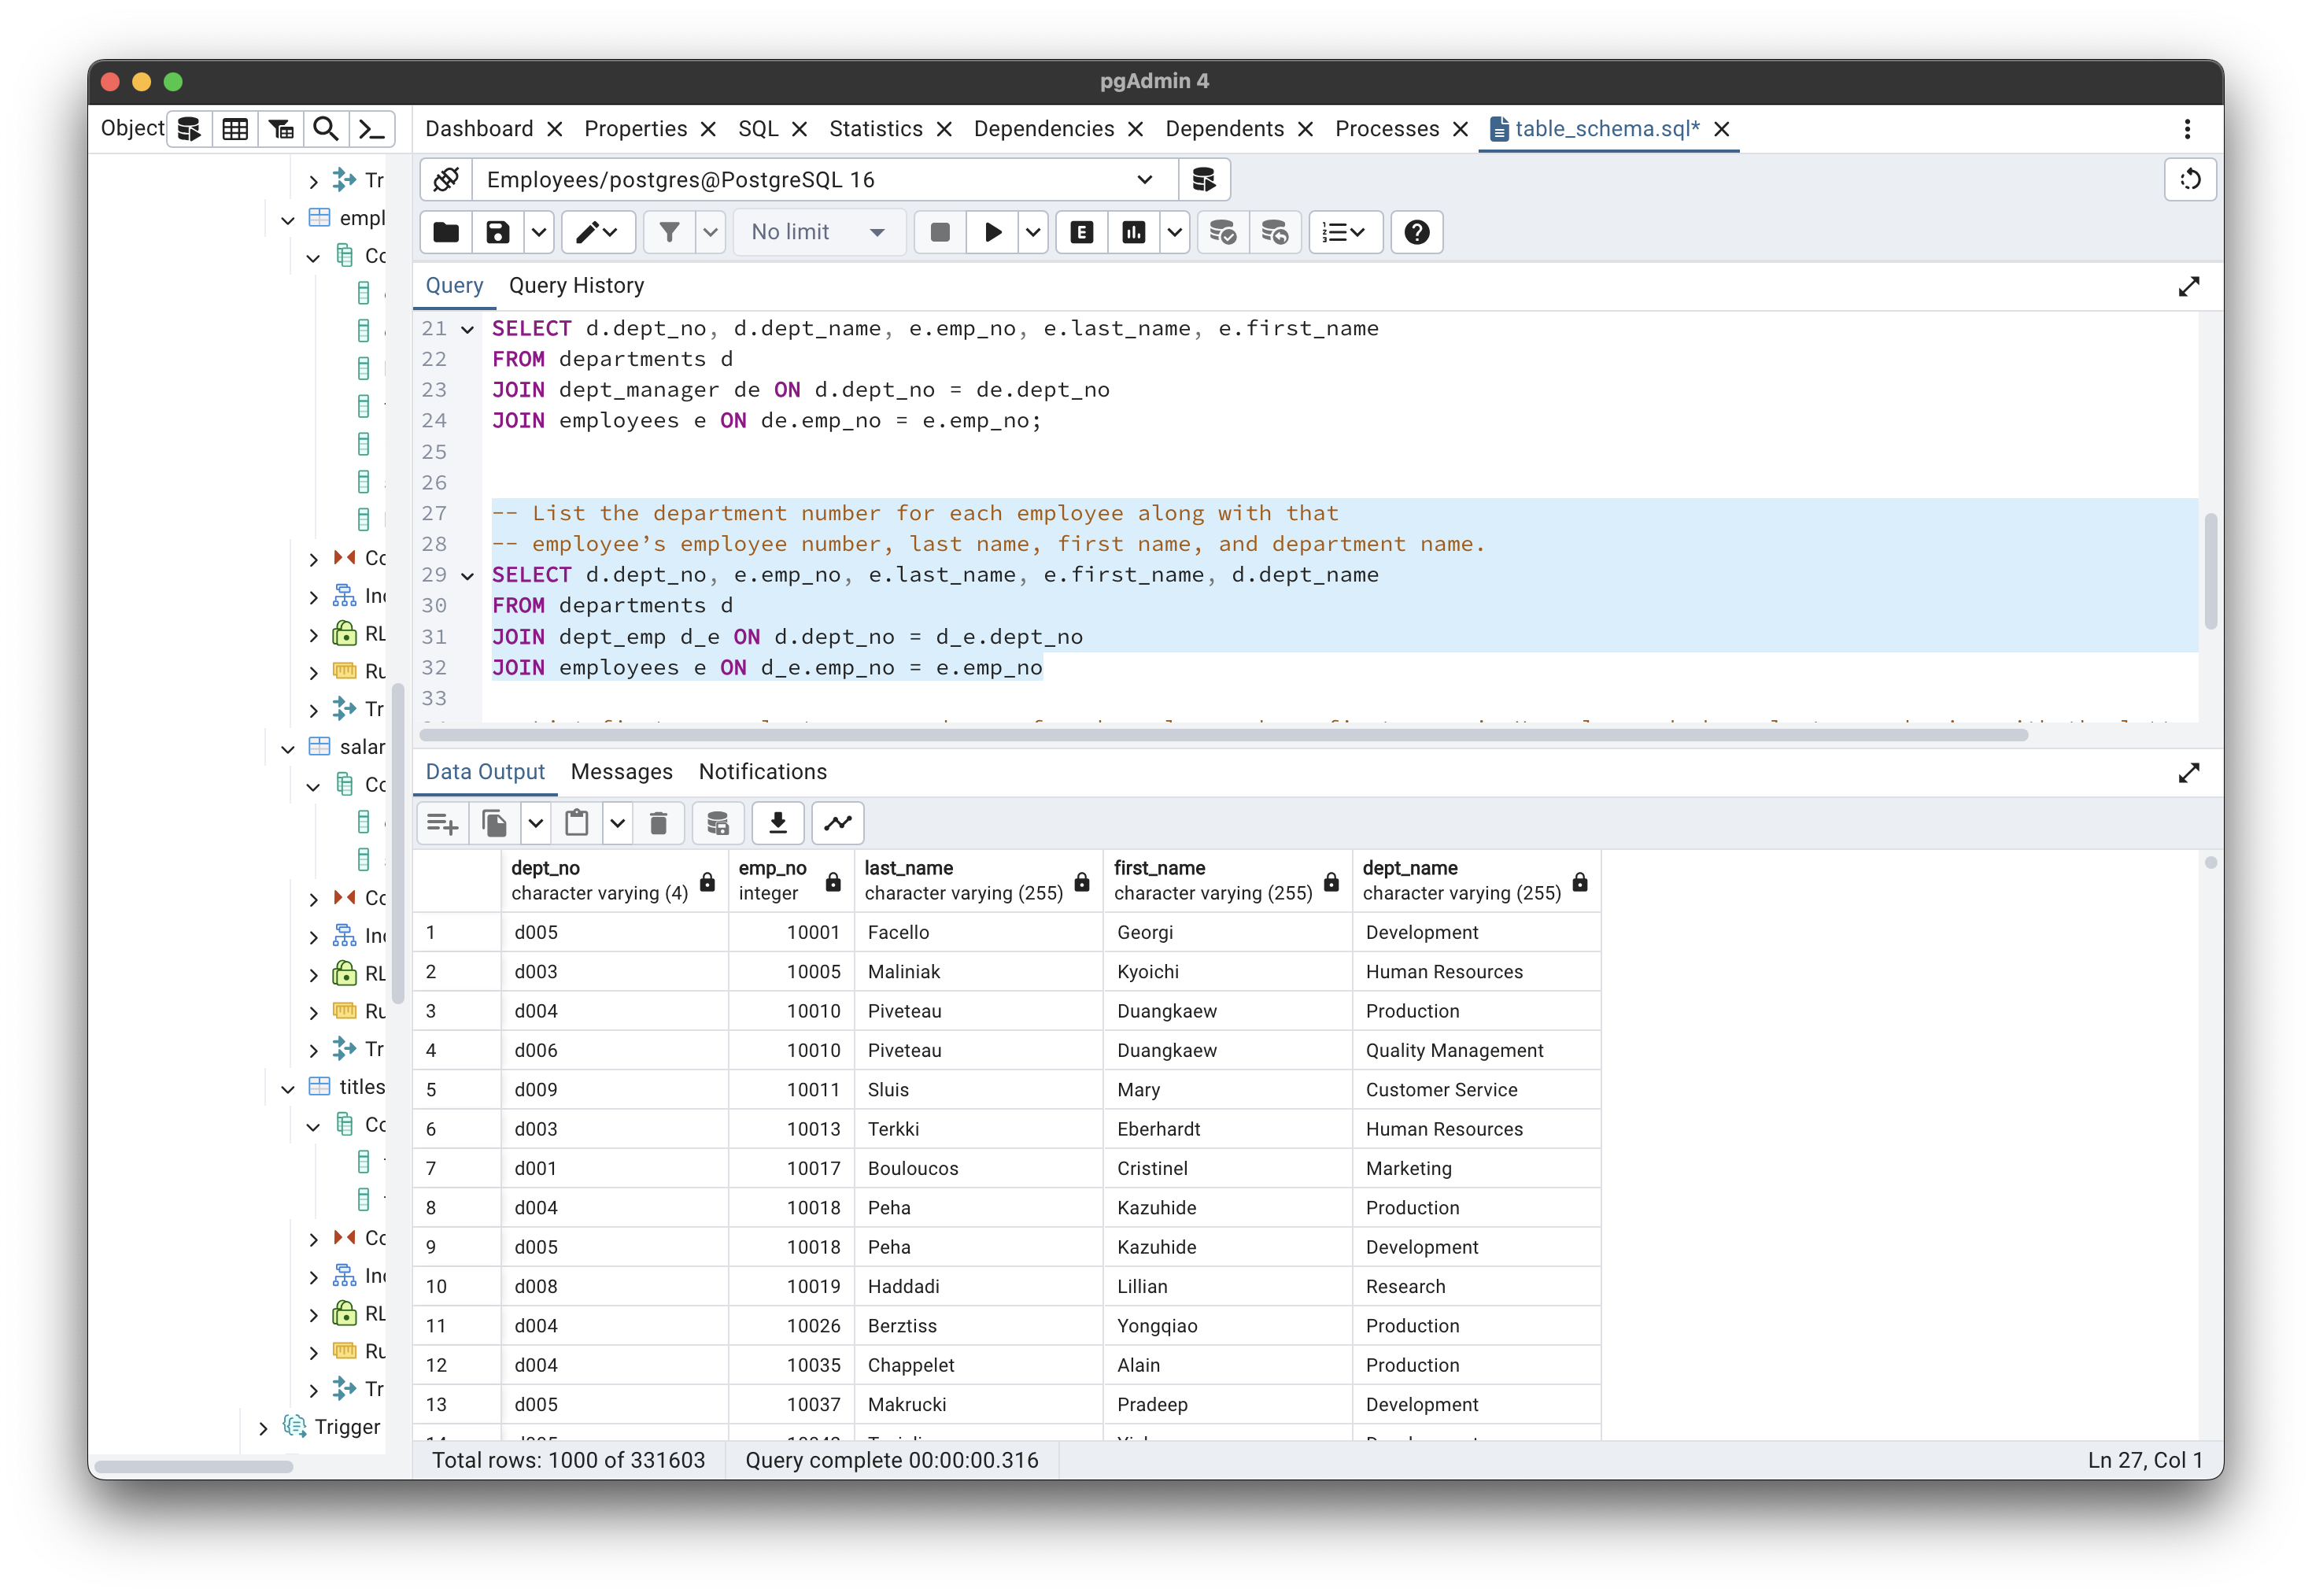 pgAdmin 4
Object Dashboard Properties SQL Statistics Dependencies Dependents Processes table_schema.sql*
Employees/postgres@PostgreSQL 16
No limit
E
Query Query History
21 SELECT d.dept_no, d.dept_name, e.emp_no, e.last_name, e.first_name
22 FROM departments d
23 JOIN dept_manager de ON d.dept_no = de.dept_no
24 JOIN employees e ON de.emp_no = e.emp_no;
25
26
27 -- List the department number for each employee along with that
28 -- employee’s employee number, last name, first name, and department name.
29 SELECT d.dept_no, e.emp_no, e.last_name, e.first_name, d.dept_name
30 FROM departments d
31 JOIN dept_emp d_e ON d.dept_no = d_e.dept_no
32 JOIN employees e ON d_e.emp_no = e.emp_no
33
Tr
empl
Co
Co
Inc
RL
Ru
Tr
salar
Co
Co
Inc
RL
Ru
Tr
titles
Co
Co
Inc
RL
Ru
Tr
Trigger
Data Output Messages Notifications
dept_no emp_no last_name first_name dept_name
character varying (4) integer character varying (255) character varying (255) character varying (255)
1 d005 10001 Facello Georgi Development
2 d003 10005 Maliniak Kyoichi Human Resources
3 d004 10010 Piveteau Duangkaew Production
4 d006 10010 Piveteau Duangkaew Quality Management
5 d009 10011 Sluis Mary Customer Service
6 d003 10013 Terkki Eberhardt Human Resources
7 d001 10017 Bouloucos Cristinel Marketing
8 d004 10018 Peha Kazuhide Production
9 d005 10018 Peha Kazuhide Development
10 d008 10019 Haddadi Lillian Research
11 d004 10026 Berztiss Yongqiao Production
12 d004 10035 Chappelet Alain Production
13 d005 10037 Makrucki Pradeep Development
Total rows: 1000 of 331603 Query complete 00:00:00.316 Ln 27, Col 1